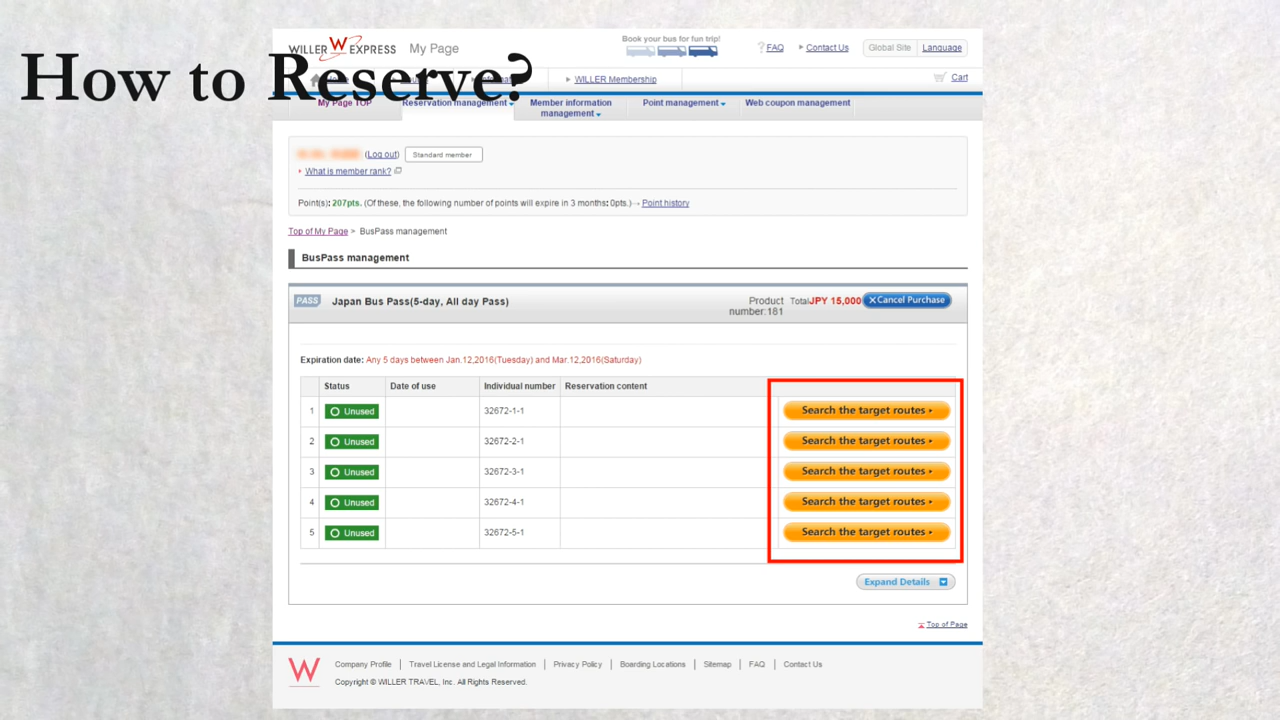 How to Reserve?
WILLER EXPRESS My Page
Book your bus for fun trip!
FAQ Contact Us Global Site Language
WILLER Membership
Cart
My Page TOP Reservation management Member information management Point management Web coupon management
(Log out) Standard member
What is member rank?
Point(s): 207pts. (Of these, the following number of points will expire in 3 months: 0pts.) → Point history
Top of My Page > BusPass management
BusPass management
PASS Japan Bus Pass(5-day, All day Pass) Product number:181 Total JPY 15,000 ×Cancel Purchase
Expiration date: Any 5 days between Jan.12,2016(Tuesday) and Mar.12,2016(Saturday)
Status Date of use Individual number Reservation content
1 Unused 32672-1-1 Search the target routes
2 Unused 32672-2-1 Search the target routes
3 Unused 32672-3-1 Search the target routes
4 Unused 32672-4-1 Search the target routes
5 Unused 32672-5-1 Search the target routes
Expand Details
Top of Page
W Company Profile | Travel License and Legal Information | Privacy Policy | Boarding Locations | Sitemap | FAQ | Contact Us
Copyright © WILLER TRAVEL, Inc. All Rights Reserved.